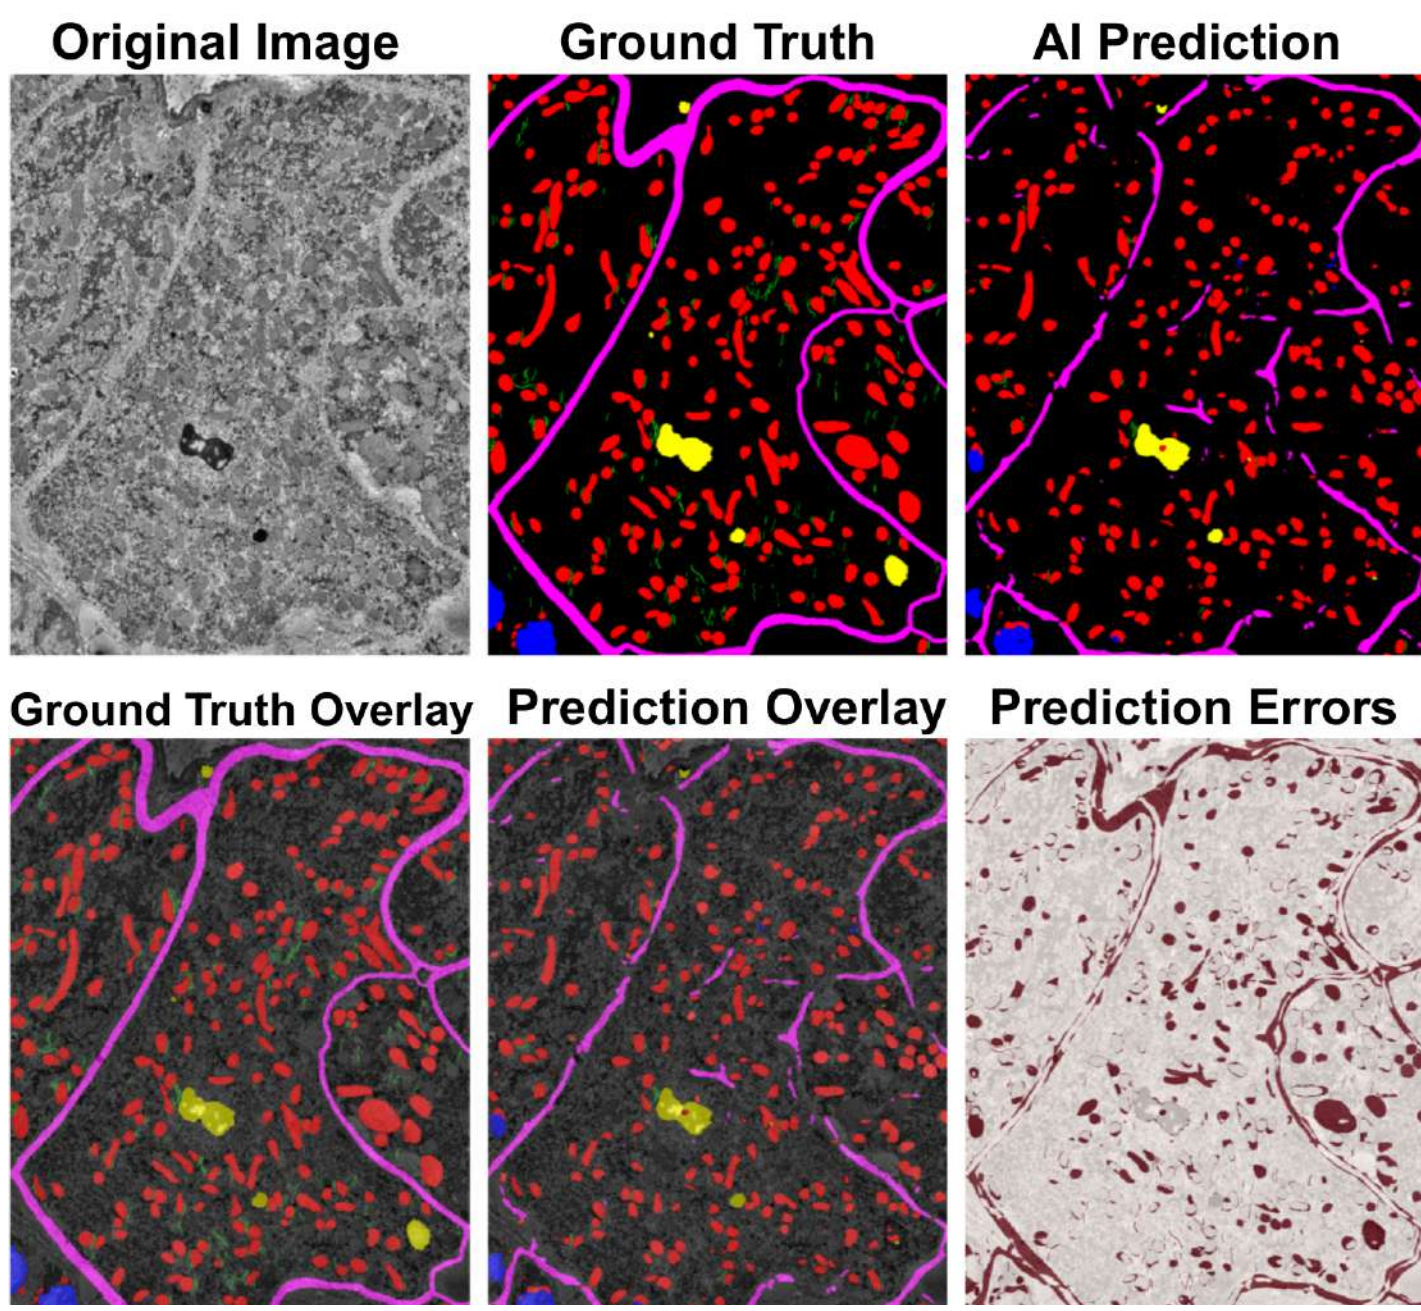 Original Image
Ground Truth
AI Prediction
Ground Truth Overlay
Prediction Overlay
Prediction Errors